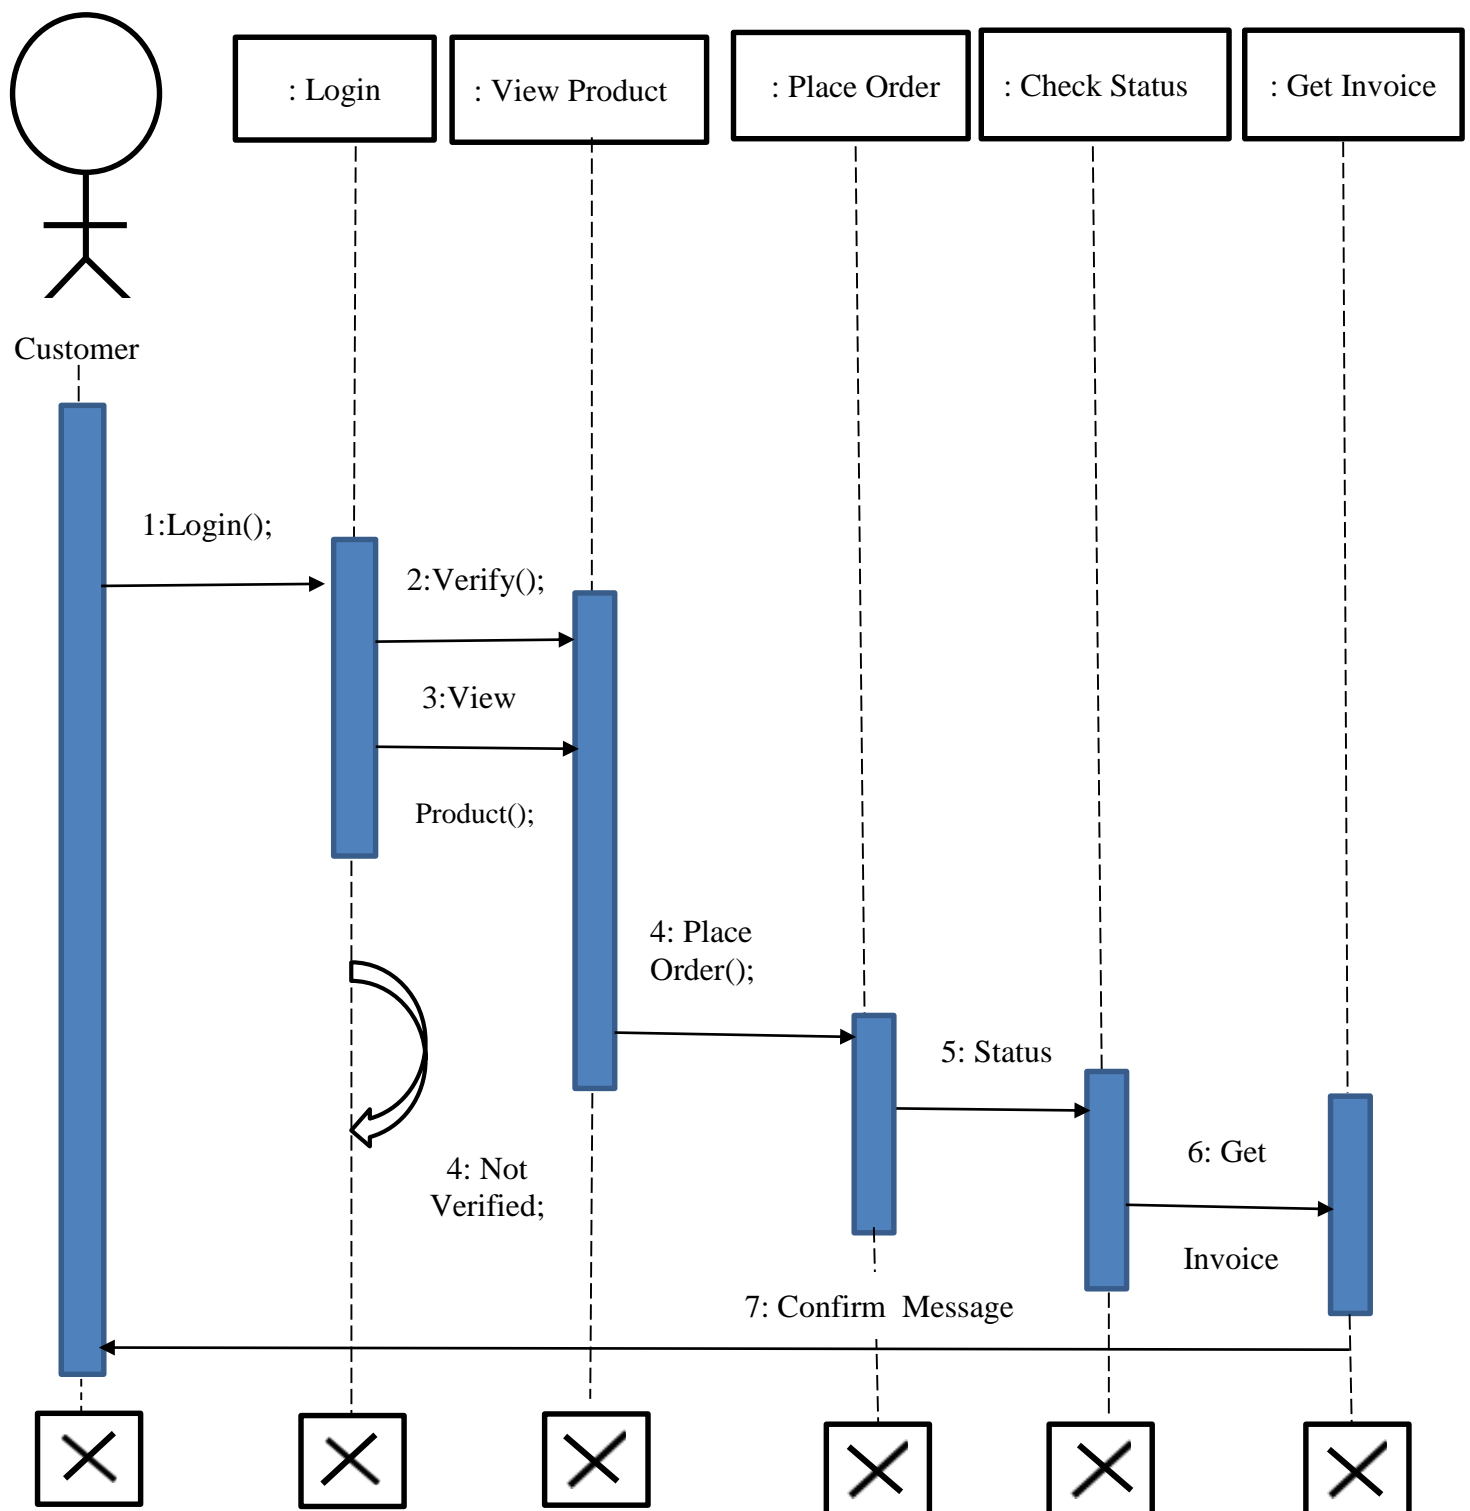 : Login
: View Product
: Place Order
: Check Status
: Get Invoice
Customer
1:Login();
2:Verify();
3:View
Product();
4: Place
Order();
5: Status
4: Not
Verified;
6: Get
Invoice
7: Confirm Message